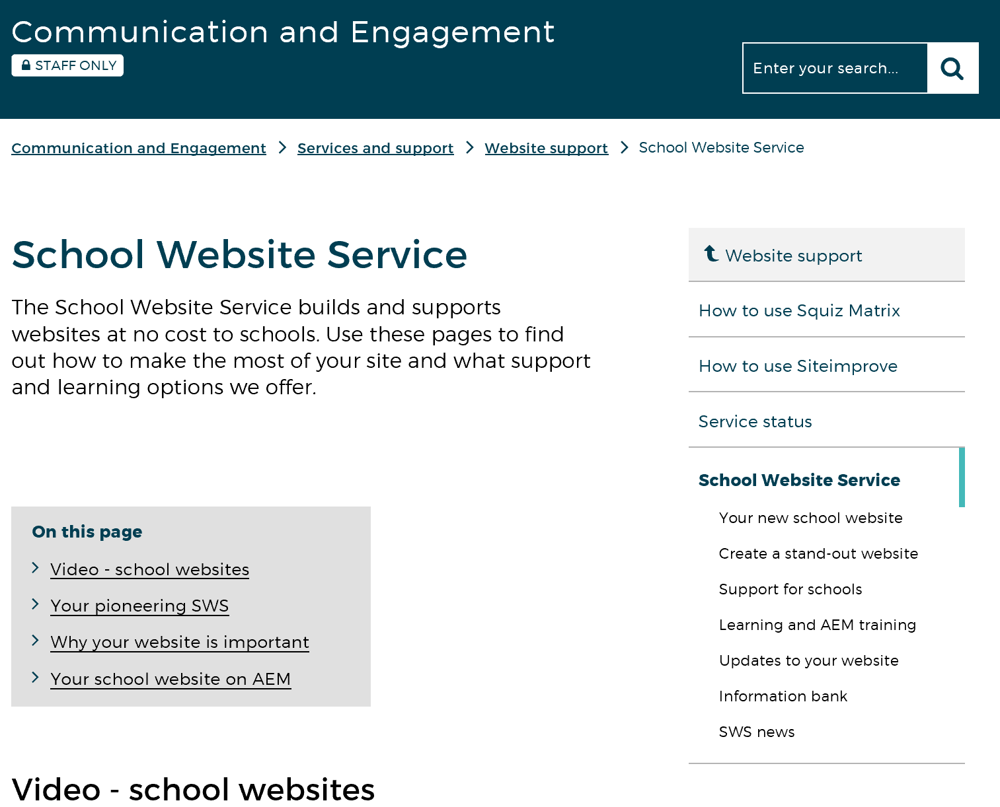 Communication and Engagement
STAFF ONLY
Enter your search...
Communication and Engagement > Services and support > Website support > School Website Service
School Website Service
The School Website Service builds and supports
websites at no cost to schools. Use these pages to find
out how to make the most of your site and what support
and learning options we offer.
On this page
Video - school websites
Your pioneering SWS
Why your website is important
Your school website on AEM
Video - school websites
Website support
How to use Squiz Matrix
How to use Siteimprove
Service status
School Website Service
Your new school website
Create a stand-out website
Support for schools
Learning and AEM training
Updates to your website
Information bank
SWS news